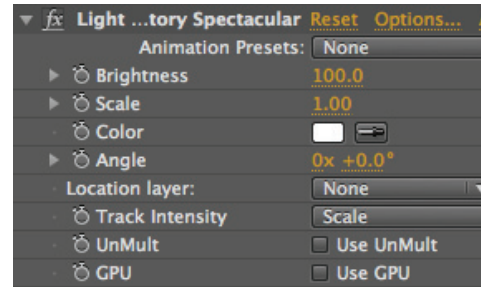 fx Light ...tory Spectacular Reset Options...
Animation Presets: None
Brightness 100.0
Scale 1.00
Color
Angle 0x +0.0°
Location layer: None
Track Intensity Scale
UnMult Use UnMult
GPU Use GPU